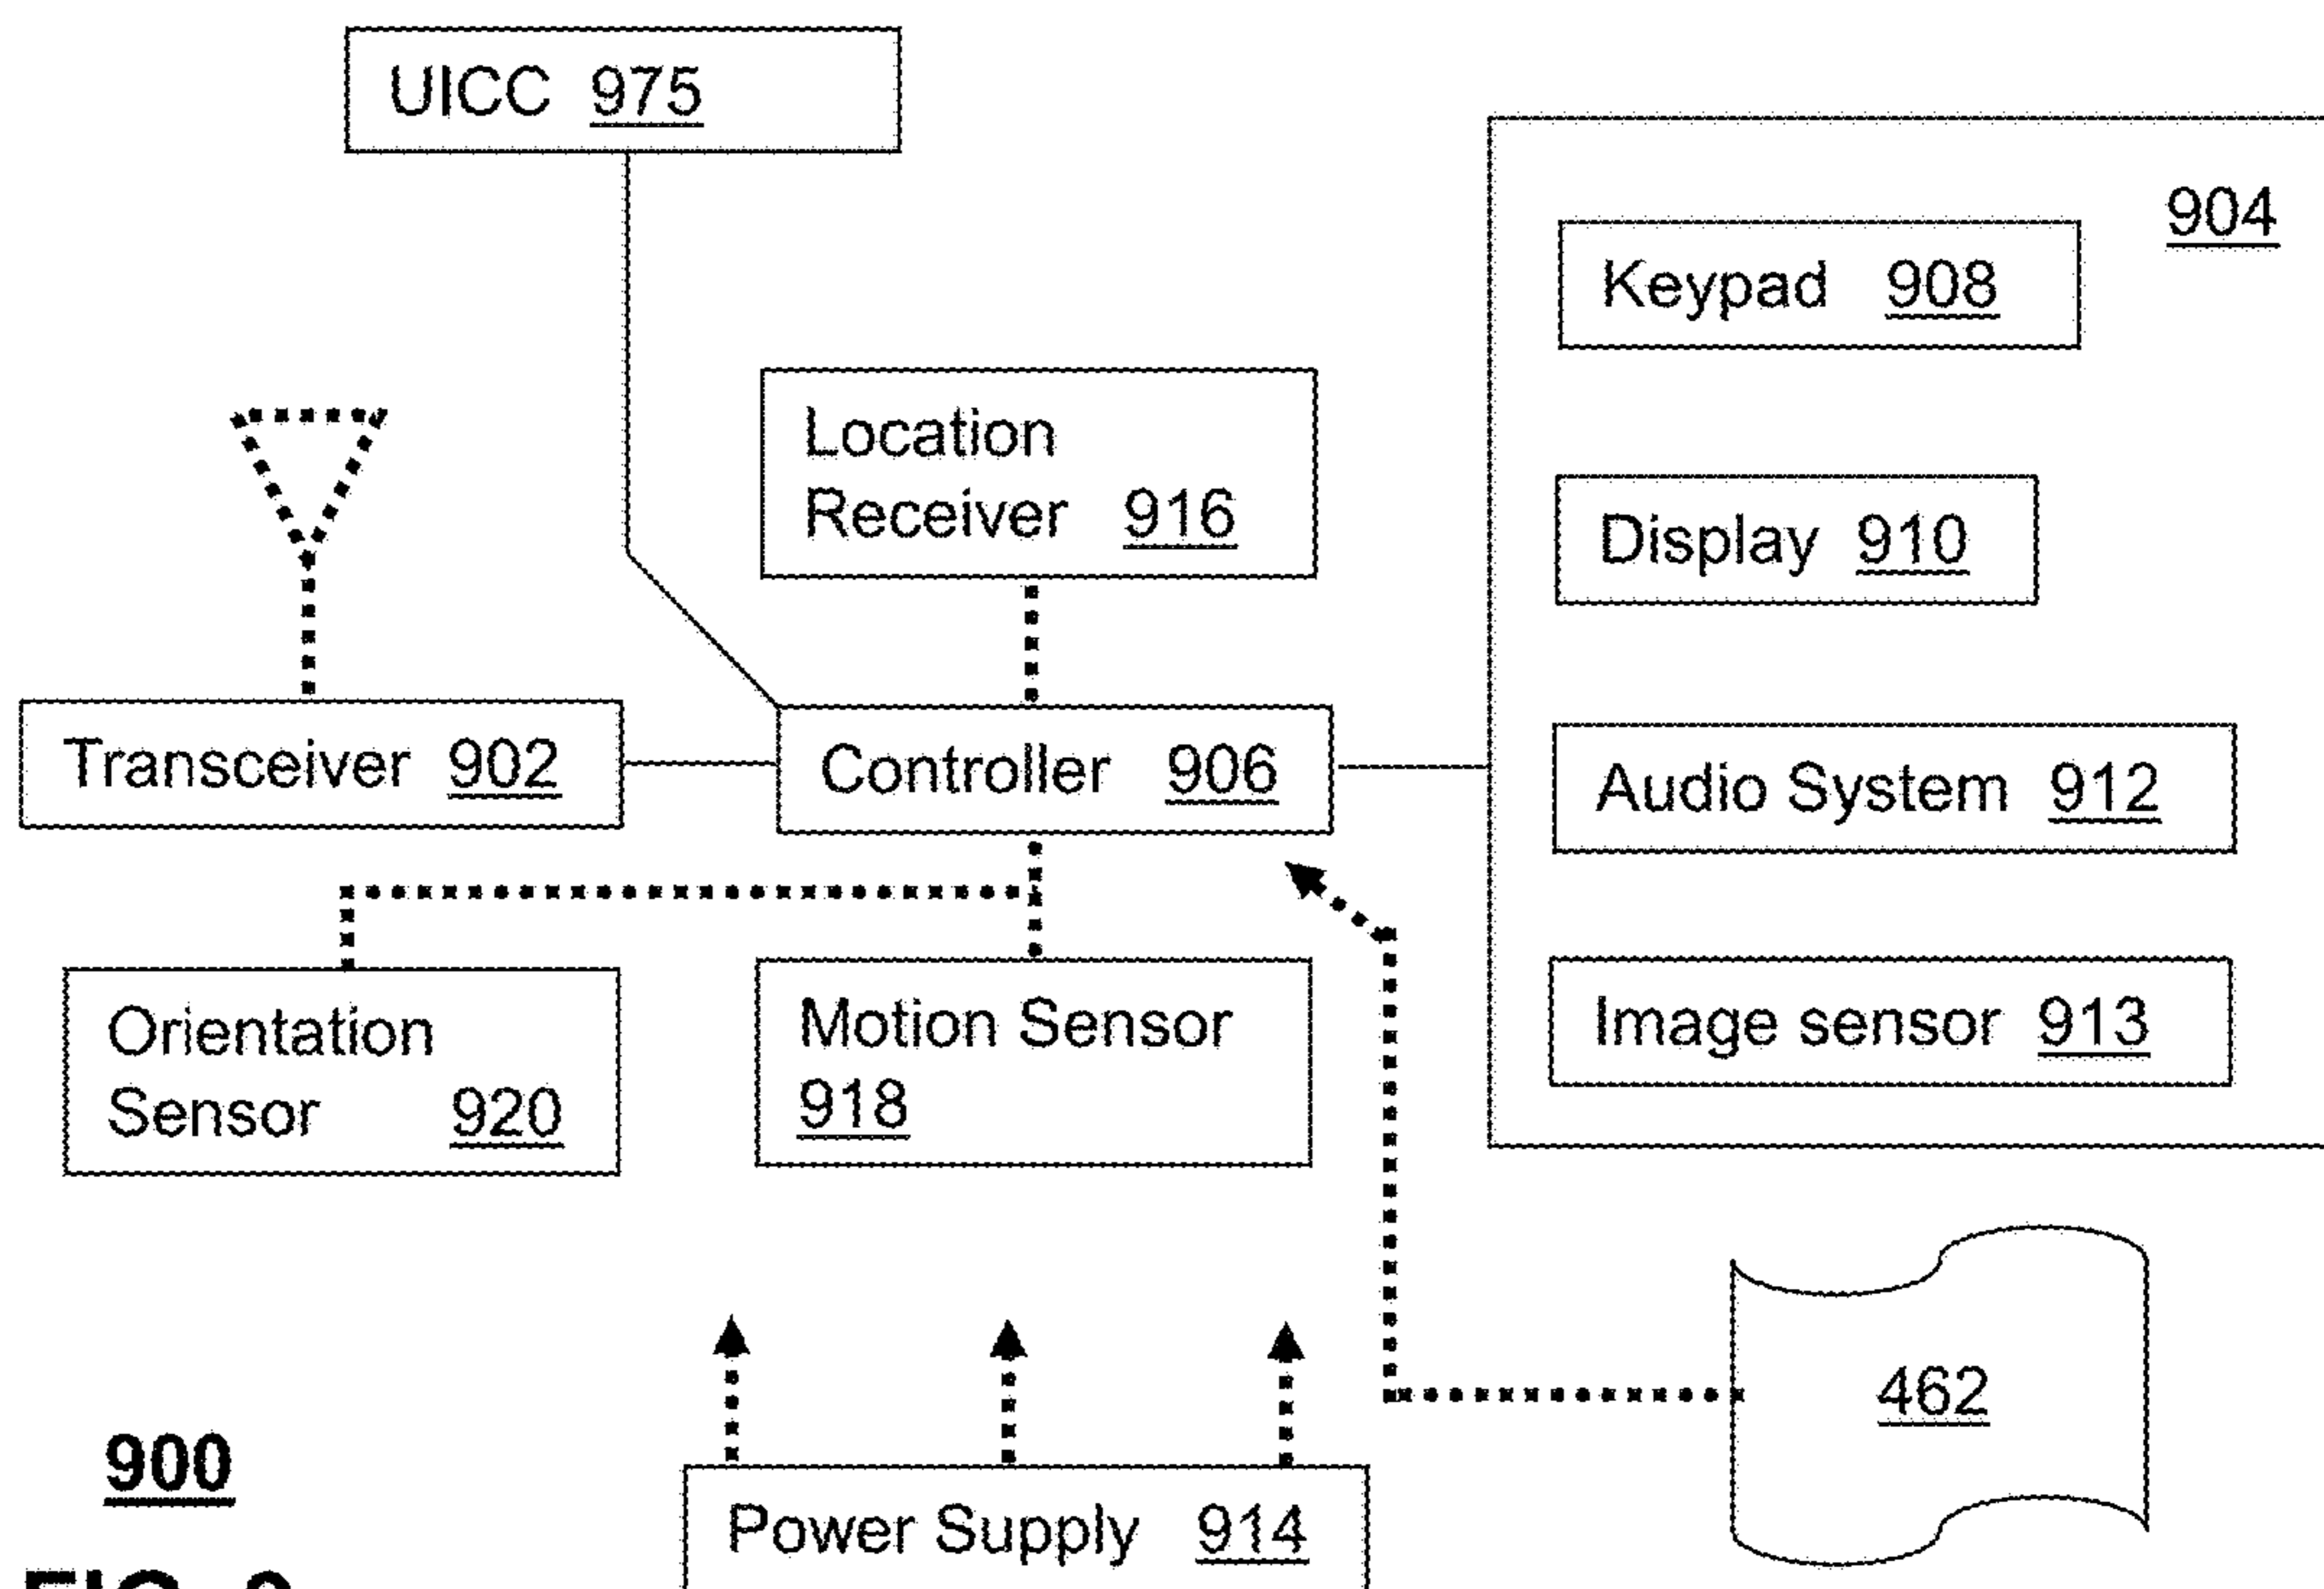 UICC 975
904
Keypad 908
Location
Receiver 916
Display 910
Transceiver 902
Controller 906
Audio System 912
Orientation
Sensor 920
Motion Sensor
918
Image sensor 913
462
900
Power Supply 914